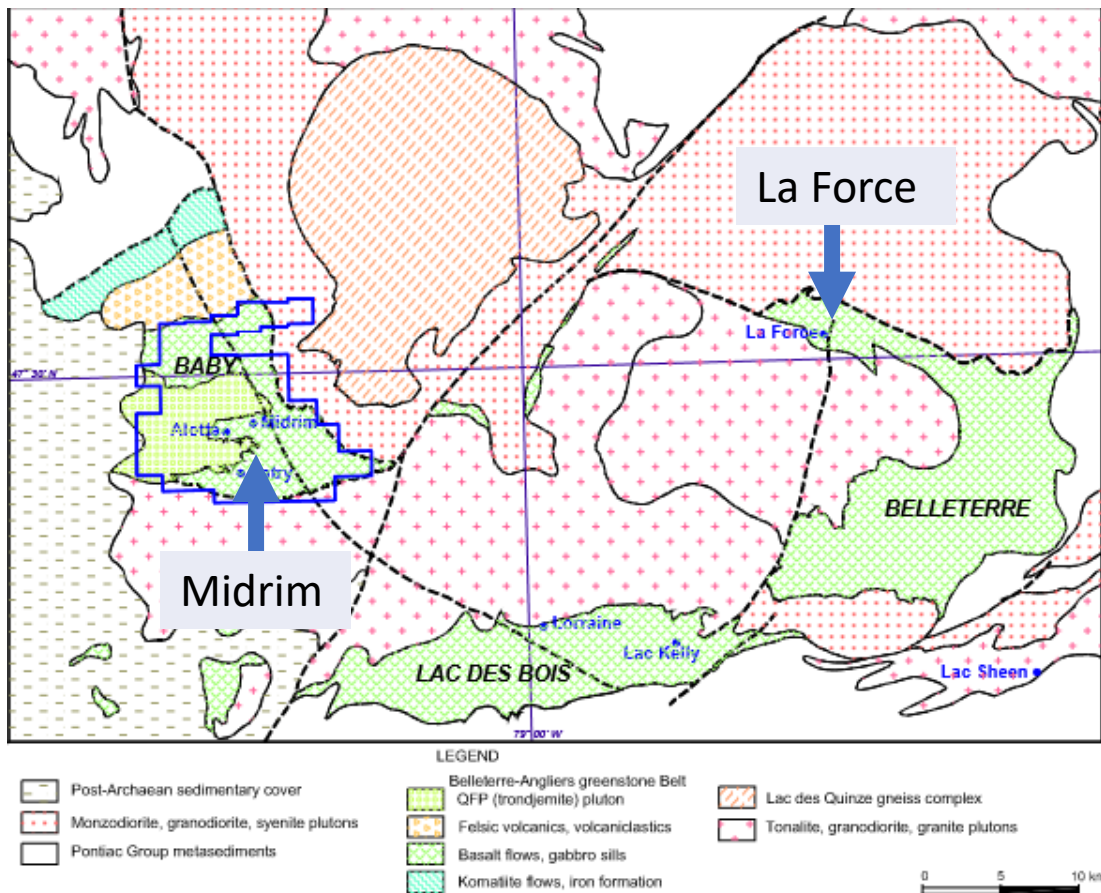 La Force
La Force
BABY
47° 30' N
Midrim
Alotta
Midrim
BELLETERRE
Lorraine
Lac Kelly
LAC DES BOIS
Lac Sheen
79° 00' W
LEGEND
Post-Archaean sedimentary cover
Monzodiorite, granodiorite, syenite plutons
Pontiac Group metasediments
Belleterre-Angliers greenstone Belt
QFP (trondjemite) pluton
Felsic volcanics, volcaniclastics
Basalt flows, gabbro sills
Komatiite flows, iron formation
Lac des Quinze gneiss complex
Tonalite, granodiorite, granite plutons
0 5 10 km